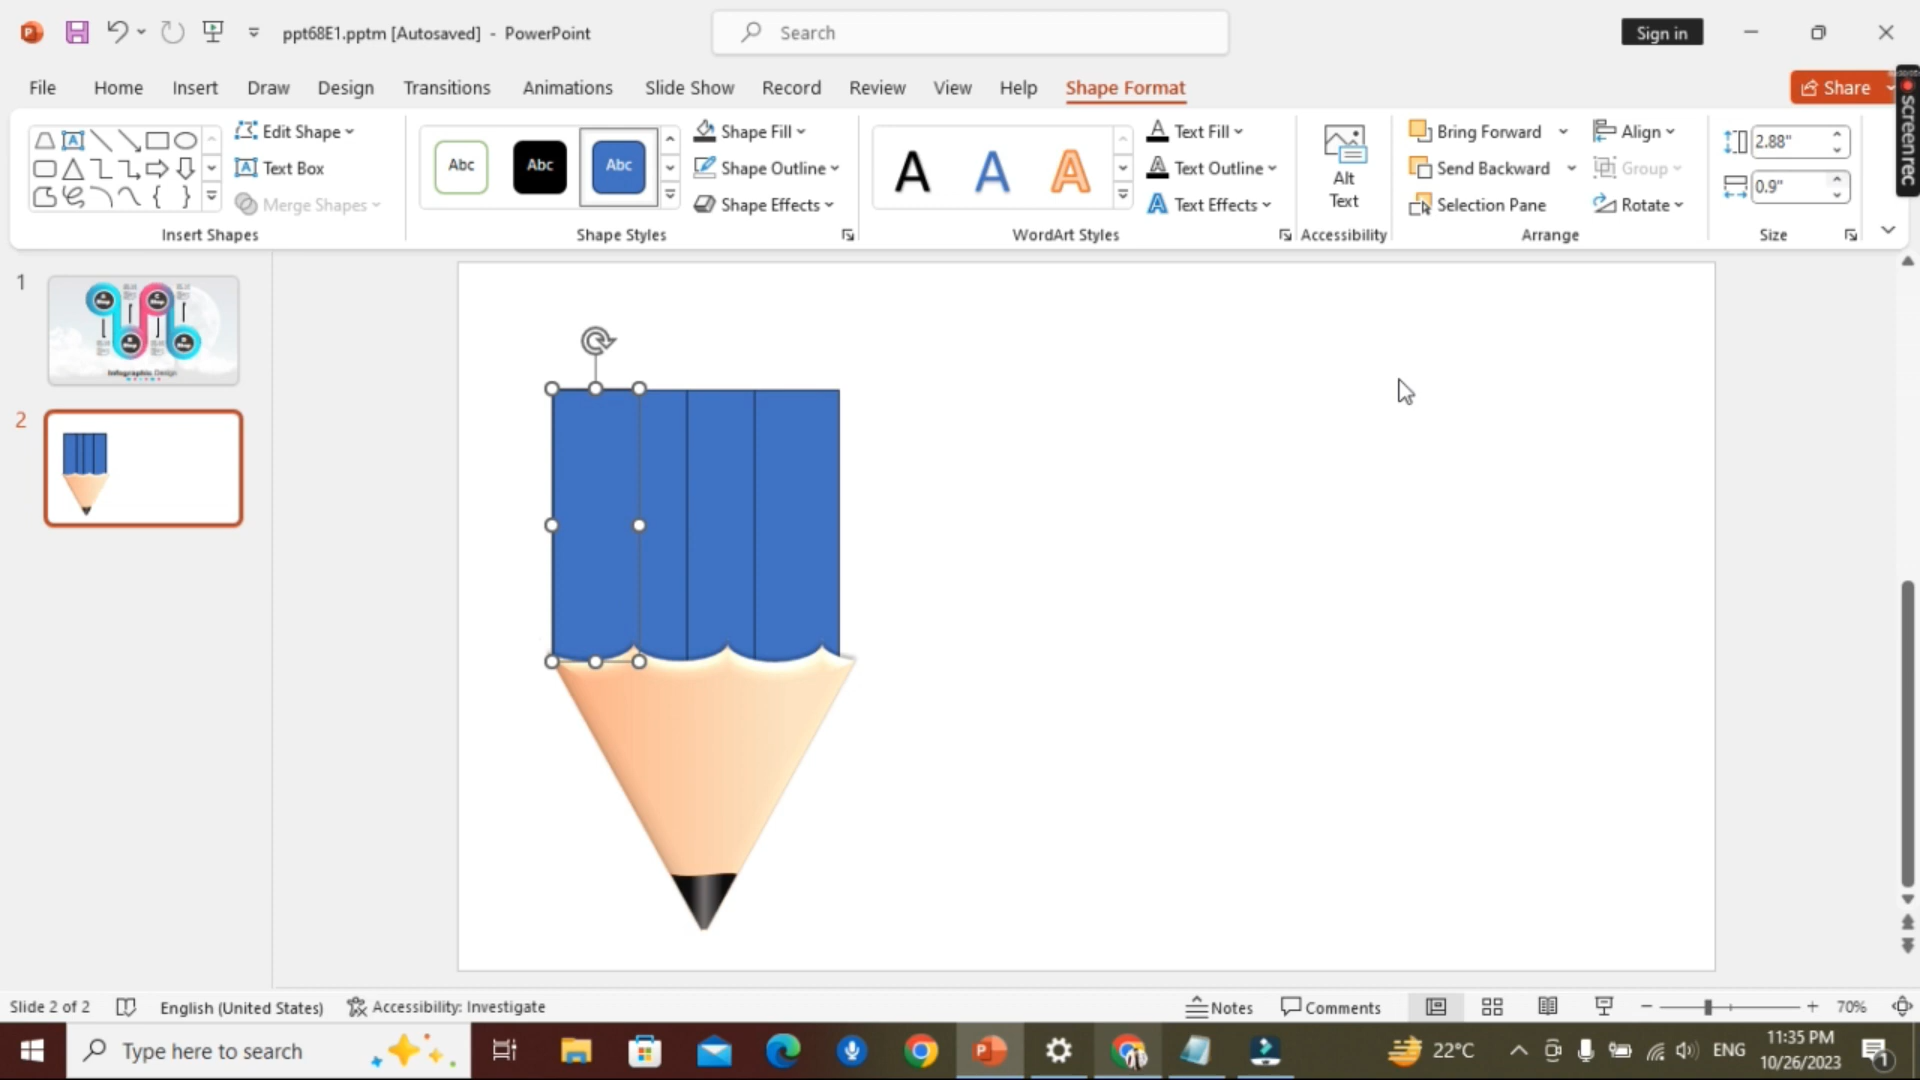 ppt68E1.pptm [Autosaved] - PowerPoint
Search
Sign in
File Home Insert Draw Design Transitions Animations Slide Show Record Review View Help Shape Format
Share
screenrec
Edit Shape
Text Box
Merge Shapes
Insert Shapes
Abc Abc Abc
Shape Fill
Shape Outline
Shape Effects
Shape Styles
A A A
Text Fill
Text Outline
Text Effects
WordArt Styles
Alt
Text
Accessibility
Bring Forward
Send Backward
Selection Pane
Align
Group
Rotate
Arrange
2.88"
0.9"
Size
1
Infographic Design
2
Slide 2 of 2 English (United States) Accessibility: Investigate Notes Comments 70%
Type here to search
22°C ENG
11:35 PM
10/26/2023
1